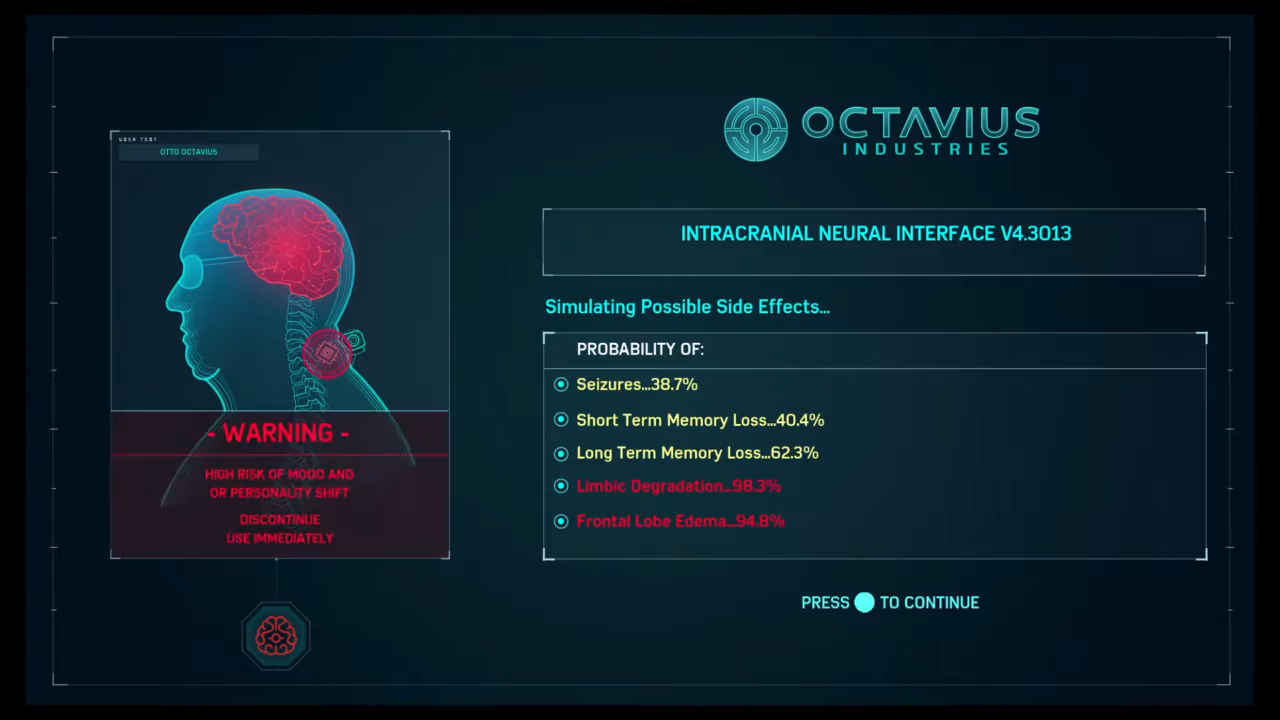 USER TEST
OTTO OCTAVIUS
- WARNING -
HIGH RISK OF MOOD AND
OR PERSONALITY SHIFT
DISCONTINUE
USE IMMEDIATELY
OCTAVIUS
INDUSTRIES
INTRACRANIAL NEURAL INTERFACE V4.3013
Simulating Possible Side Effects...
PROBABILITY OF:
Seizures...38.7%
Short Term Memory Loss...40.4%
Long Term Memory Loss...62.3%
Limbic Degradation...98.3%
Frontal Lobe Edema...94.8%
PRESS TO CONTINUE